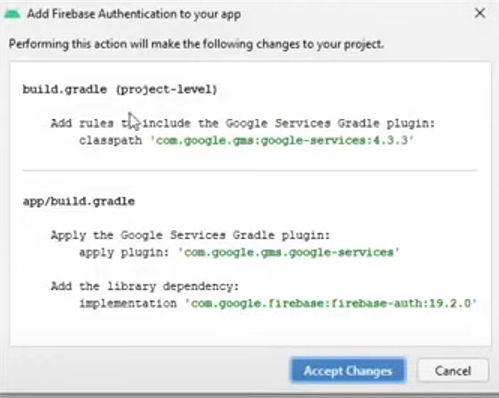 Add Firebase Authentication to your app
Performing this action will make the following changes to your project.
build.gradle (project-level)
Add rules to include the Google Services Gradle plugin:
classpath 'com.google.gms:google-services:4.3.3'
app/build.gradle
Apply the Google Services Gradle plugin:
apply plugin: 'com.google.gms.google-services'
Add the library dependency:
implementation 'com.google.firebase:firebase-auth:19.2.0'
Accept Changes
Cancel